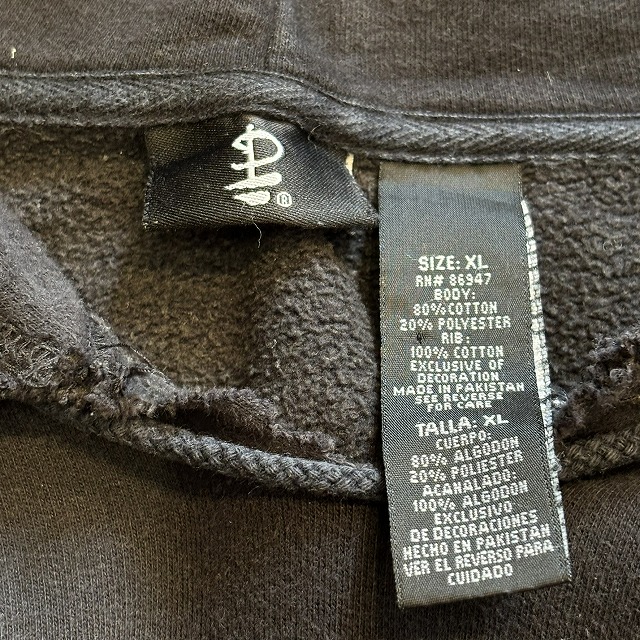 ®
SIZE: XL
RN# 86947
BODY:
80%COTTON
20% POLYESTER
RIB:
100% COTTON
EXCLUSIVE OF
DECORATION
MADE IN PAKISTAN
SEE REVERSE
FOR CARE
TALLA: XL
CUERPO:
80% ALGODON
20% POLIESTER
ACANALADO:
100% ALGODON
EXCLUSIVO
DE DECORACIONES
HECHO EN PAKISTAN
VER EL REVERSO PARA
CUIDADO